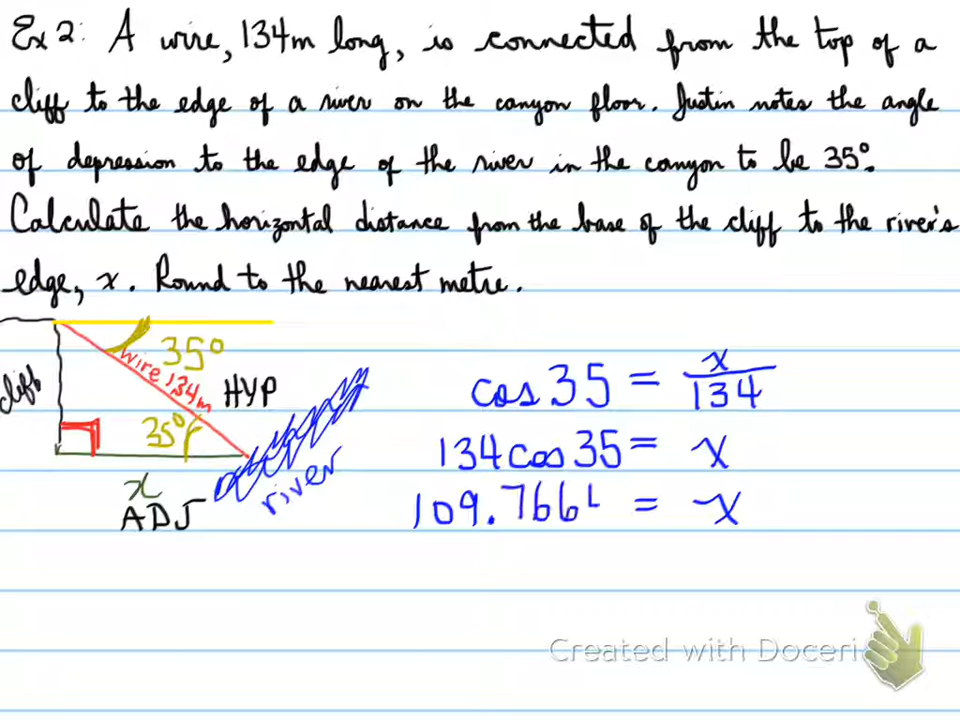 Ex 2: A wire, 134m long, is connected from the top of a
cliff to the edge of a river on the canyon floor. Justin notes the angle
of depression to the edge of the river in the canyon to be 35°.
Calculate the horizontal distance from the base of the cliff to the river's
edge, x. Round to the nearest metre.
35°
cliff
wire 134m
HYP
35°
x
ADJ
river
cos 35 = x/134
134 cos 35 = x
109.766 = x
Created with Doceri